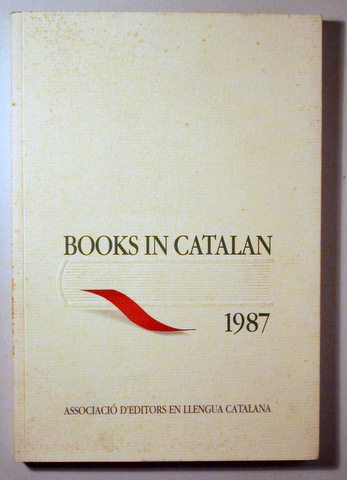 BOOKS IN CATALAN
1987
ASSOCIACIÓ D'EDITORS EN LLENGUA CATALANA